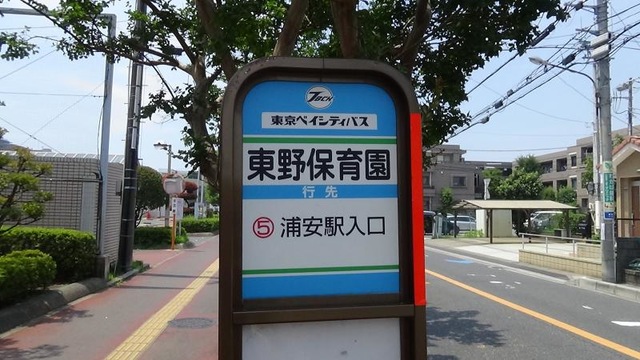 TBCN
東京ベイシティバス
東野保育園
行先
⑤ 浦安駅入口